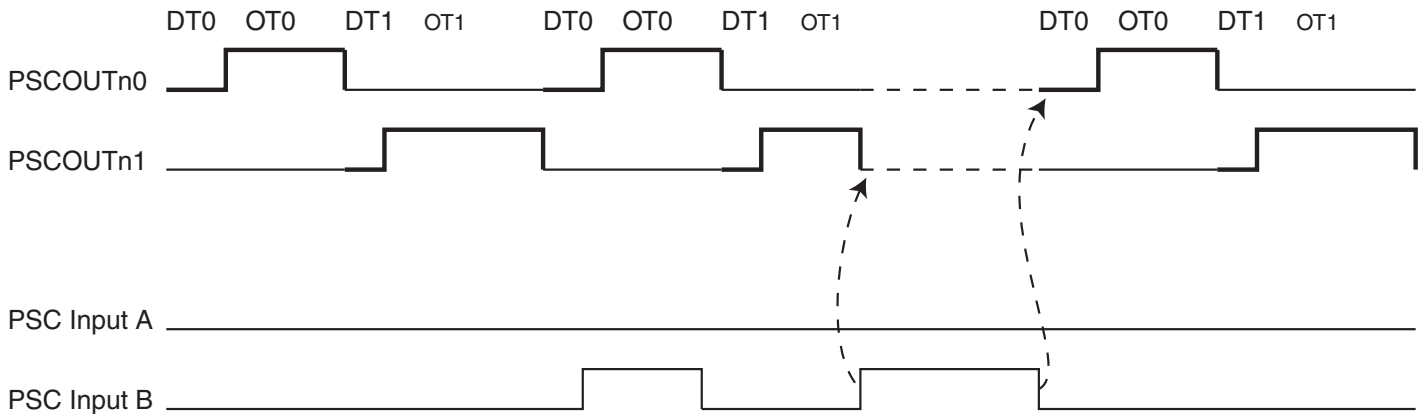 DT0 OT0 DT1 OT1 DT0 OT0 DT1 OT1 DT0 OT0 DT1 OT1
PSCOUTn0
PSCOUTn1
PSC Input A
PSC Input B